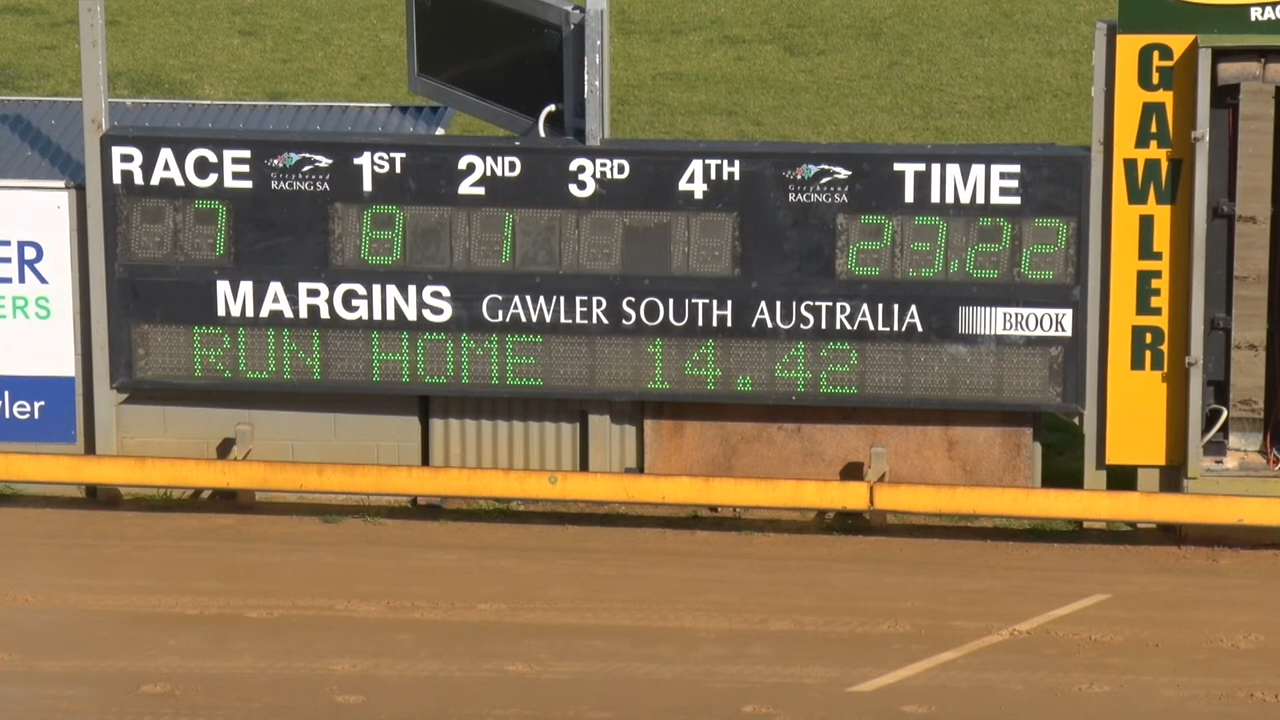 RAC
GAWLER
RACE Greyhound RACING SA 1ST 2ND 3RD 4TH Greyhound RACING SA TIME
7 8 1 23.22
MARGINS GAWLER SOUTH AUSTRALIA BROOK
RUN HOME 14.42
ER
ERS
ler